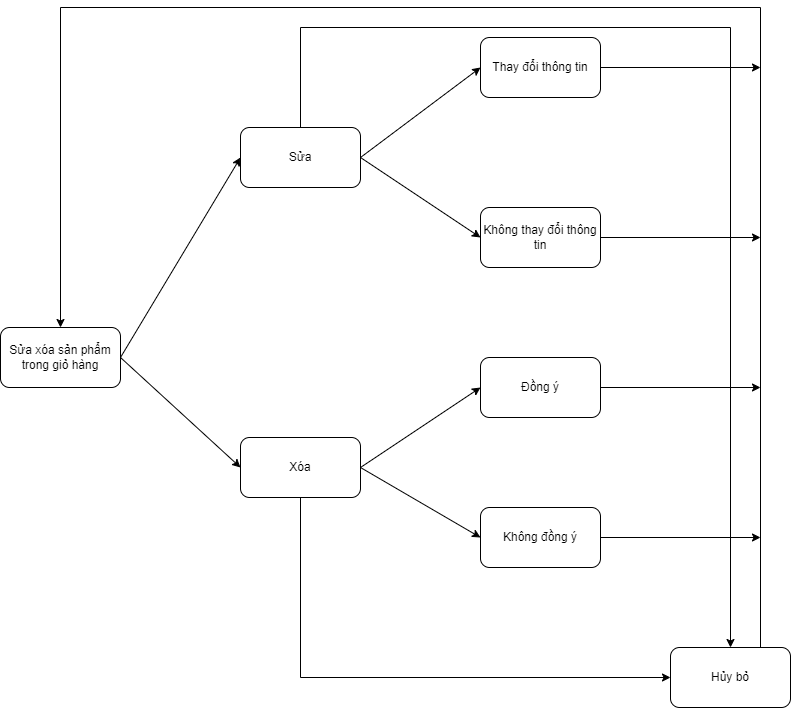 Thay đổi thông tin
Sửa
Không thay đổi thông
tin
Sửa xóa sản phẩm
trong giỏ hàng
Đồng ý
Xóa
Không đồng ý
Hủy bỏ